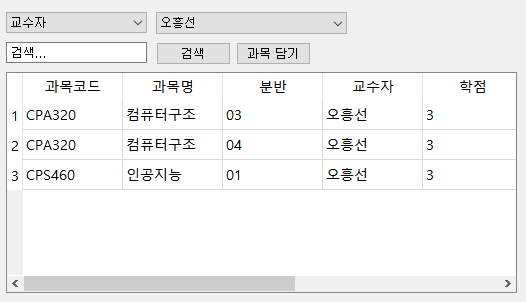 교수자 오흥선
검색... 검색 과목 담기
과목코드 과목명 분반 교수자 학점
1 CPA320 컴퓨터구조 03 오흥선 3
2 CPA320 컴퓨터구조 04 오흥선 3
3 CPS460 인공지능 01 오흥선 3